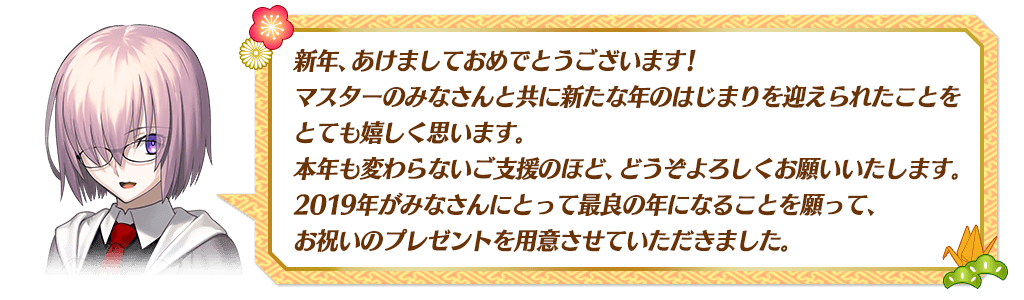 新年、あけましておめでとうございます!
マスターのみなさんと共に新たな年のはじまりを迎えられたことを
とても嬉しく思います。
本年も変わらないご支援のほど、どうぞよろしくお願いいたします。
2019年がみなさんにとって最良の年になることを願って、
お祝いのプレゼントを用意させていただきました。